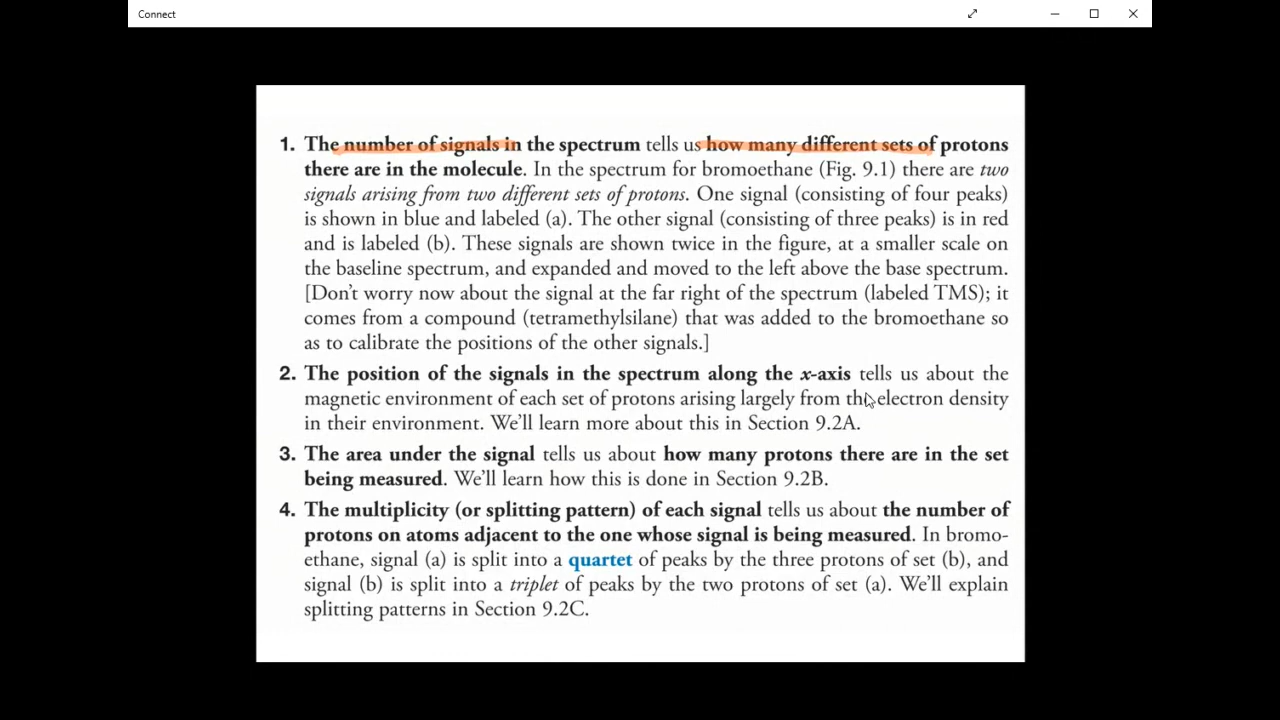 Connect
1. The number of signals in the spectrum tells us how many different sets of protons
there are in the molecule. In the spectrum for bromoethane (Fig. 9.1) there are two
signals arising from two different sets of protons. One signal (consisting of four peaks)
is shown in blue and labeled (a). The other signal (consisting of three peaks) is in red
and is labeled (b). These signals are shown twice in the figure, at a smaller scale on
the baseline spectrum, and expanded and moved to the left above the base spectrum.
[Don’t worry now about the signal at the far right of the spectrum (labeled TMS); it
comes from a compound (tetramethylsilane) that was added to the bromoethane so
as to calibrate the positions of the other signals.]
2. The position of the signals in the spectrum along the x-axis tells us about the
magnetic environment of each set of protons arising largely from the electron density
in their environment. We’ll learn more about this in Section 9.2A.
3. The area under the signal tells us about how many protons there are in the set
being measured. We’ll learn how this is done in Section 9.2B.
4. The multiplicity (or splitting pattern) of each signal tells us about the number of
protons on atoms adjacent to the one whose signal is being measured. In bromo-
ethane, signal (a) is split into a quartet of peaks by the three protons of set (b), and
signal (b) is split into a triplet of peaks by the two protons of set (a). We’ll explain
splitting patterns in Section 9.2C.